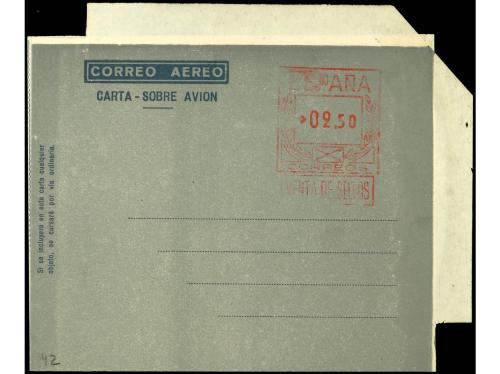 CORREO AEREO
CARTA - SOBRE AVION
ESPAÑA
02,50
CORREOS
VENTA DE SELLOS
Si se incluyera en esta carta cualquier
objeto, se cursará por vía ordinaria.
42